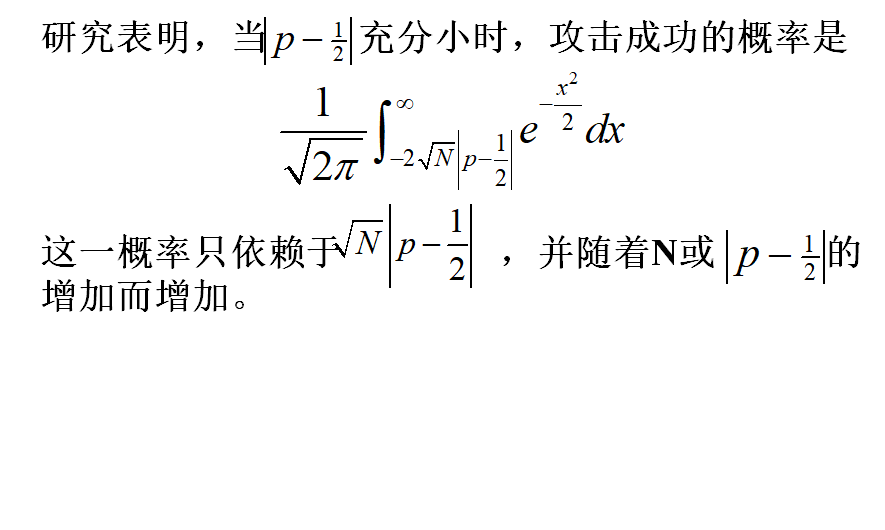 研究表明，当|p − 1/2|充分小时，攻击成功的概率是
1/√(2π) ∫_{−2√N|p−1/2|}^{∞} e^{−x²/2} dx
这一概率只依赖于√N|p − 1/2|，并随着N或|p − 1/2|的
增加而增加。